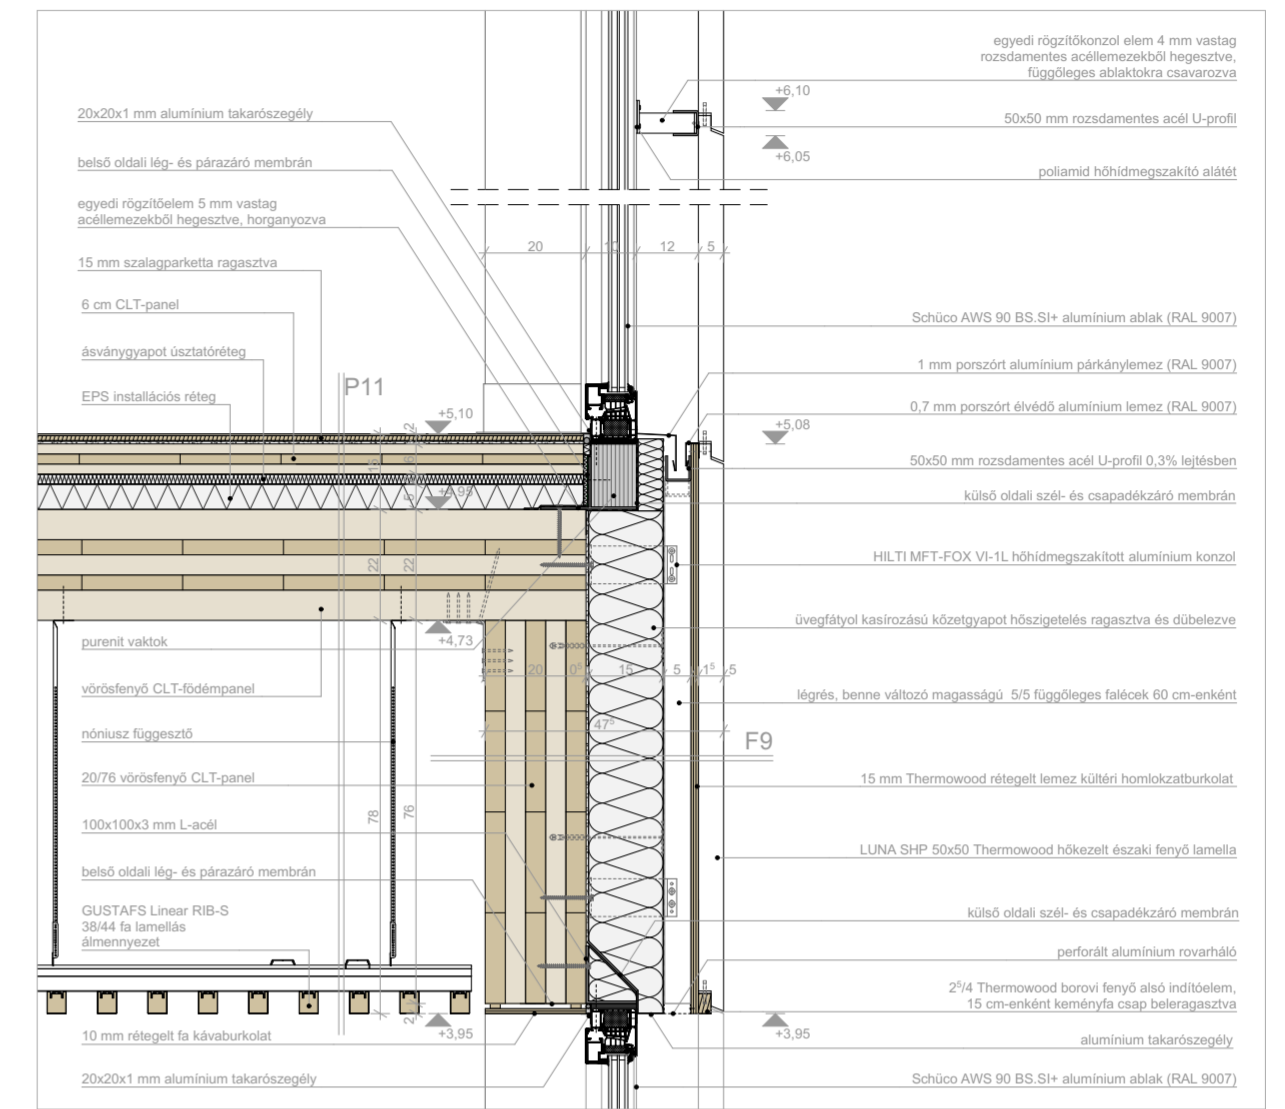 20x20x1 mm alumínium takarószegély
belső oldali lég- és párazáró membrán
egyedi rögzítőelem 5 mm vastag
acéllemezekből hegesztve, horganyozva
15 mm szalagparketta ragasztva
6 cm CLT-panel
ásványgyapot úsztatóréteg
EPS installációs réteg
P11
purenit vaktok
vörösfenyő CLT-födémpanel
nóniusz függesztő
20/76 vörösfenyő CLT-panel
100x100x3 mm L-acél
belső oldali lég- és párazáró membrán
GUSTAFS Linear RIB-S
38/44 fa lamellás
álmennyezet
10 mm rétegelt fa kávaburkolat
20x20x1 mm alumínium takarószegély
20
12
5
+5,10
+4,95
22
22
+4,73
20
0⁵
15
5
1⁵
5
47⁵
F9
78
76
2
+3,95
egyedi rögzítőkonzol elem 4 mm vastag
rozsdamentes acéllemezekből hegesztve,
függőleges ablaktokra csavarozva
+6,10
50x50 mm rozsdamentes acél U-profil
+6,05
poliamid hőhídmegszakító alátét
Schüco AWS 90 BS.SI+ alumínium ablak (RAL 9007)
1 mm porszórt alumínium párkánylemez (RAL 9007)
0,7 mm porszórt élvédő alumínium lemez (RAL 9007)
+5,08
50x50 mm rozsdamentes acél U-profil 0,3% lejtésben
külső oldali szél- és csapadékzáró membrán
HILTI MFT-FOX VI-1L hőhídmegszakított alumínium konzol
üvegfátyol kasírozású kőzetgyapot hőszigetelés ragasztva és dübelezve
légrés, benne változó magasságú 5/5 függőleges falécek 60 cm-enként
15 mm Thermowood rétegelt lemez kültéri homlokzatburkolat
LUNA SHP 50x50 Thermowood hőkezelt északi fenyő lamella
külső oldali szél- és csapadékzáró membrán
perforált alumínium rovarháló
2⁵/4 Thermowood borovi fenyő alsó indítóelem,
15 cm-enként keményfa csap beleragasztva
+3,95
alumínium takarószegély
Schüco AWS 90 BS.SI+ alumínium ablak (RAL 9007)